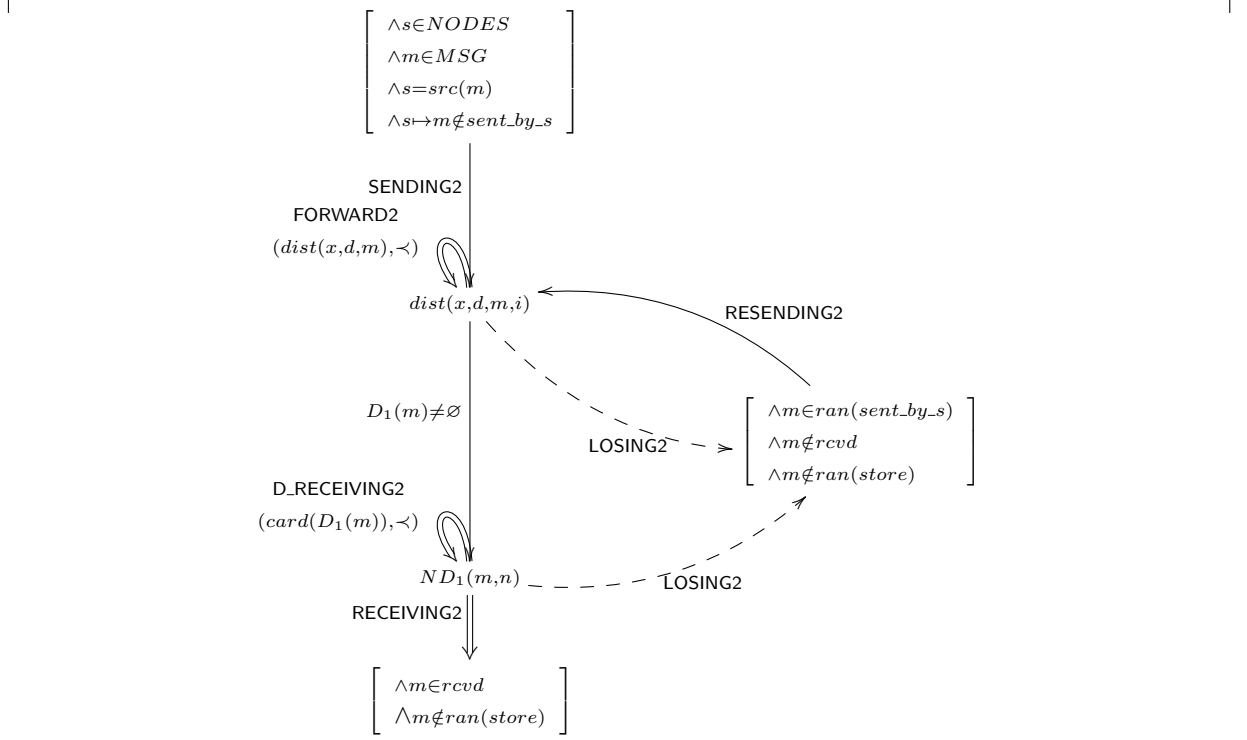 ∧s∈NODES
∧m∈MSG
∧s=src(m)
∧s↦m∉sent_by_s
SENDING2
FORWARD2
(dist(x,d,m),≺)
dist(x,d,m,i)
RESENDING2
D₁(m)≠∅
∧m∈ran(sent_by_s)
∧m∉rcvd
∧m∉ran(store)
LOSING2
D_RECEIVING2
(card(D₁(m)),≺)
ND₁(m,n)
LOSING2
RECEIVING2
∧m∈rcvd
⋀m∉ran(store)